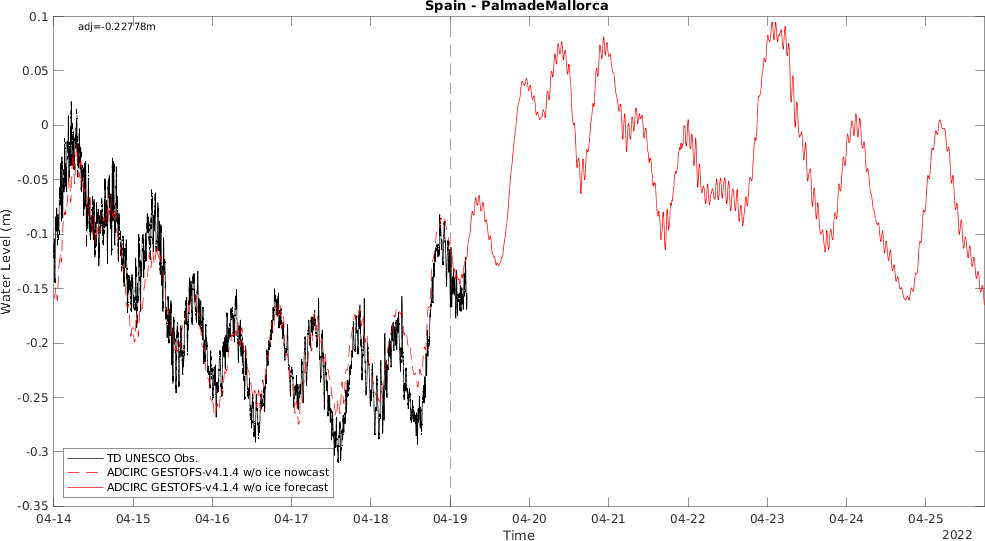 Spain - PalmadeMallorca
adj=-0.22778m
0.1
0.05
0
-0.05
-0.1
-0.15
-0.2
-0.25
-0.3
-0.35
Water Level (m)
TD UNESCO Obs.
ADCIRC GESTOFS-v4.1.4 w/o ice nowcast
ADCIRC GESTOFS-v4.1.4 w/o ice forecast
04-14 04-15 04-16 04-17 04-18 04-19 04-20 04-21 04-22 04-23 04-24 04-25
Time
2022